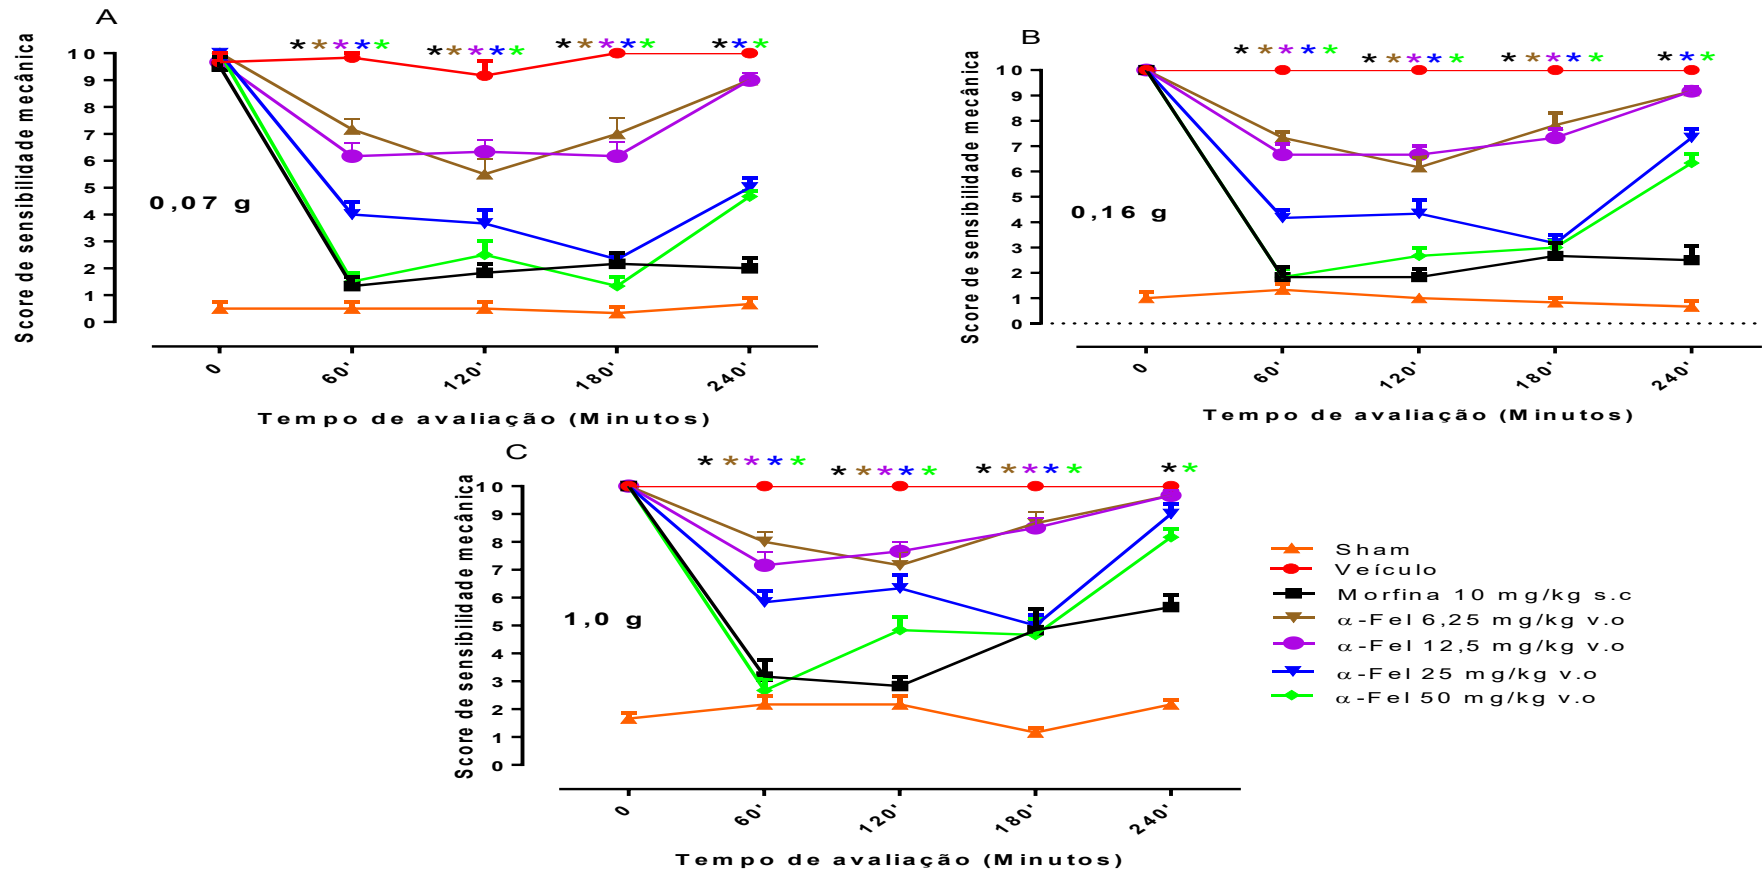 A
Score de sensibilidade mecânica
* * * * *
* * * * *
* * * * *
* * *
10
9
8
7
6
5
4
3
2
1
0
0,07 g
0
60'
120'
180'
240'
Tempo de avaliação (Minutos)
B
Score de sensibilidade mecânica
* * * * *
* * * * *
* * * * *
* * *
10
9
8
7
6
5
4
3
2
1
0
0,16 g
0
60'
120'
180'
240'
Tempo de avaliação (Minutos)
C
Score de sensibilidade mecânica
* * * * *
* * * * *
* * * * *
* *
10
9
8
7
6
5
4
3
2
1
0
1,0 g
0
60'
120'
180'
240'
Tempo de avaliação (Minutos)
Sham
Veículo
Morfina 10 mg/kg s.c
α-Fel 6,25 mg/kg v.o
α-Fel 12,5 mg/kg v.o
α-Fel 25 mg/kg v.o
α-Fel 50 mg/kg v.o